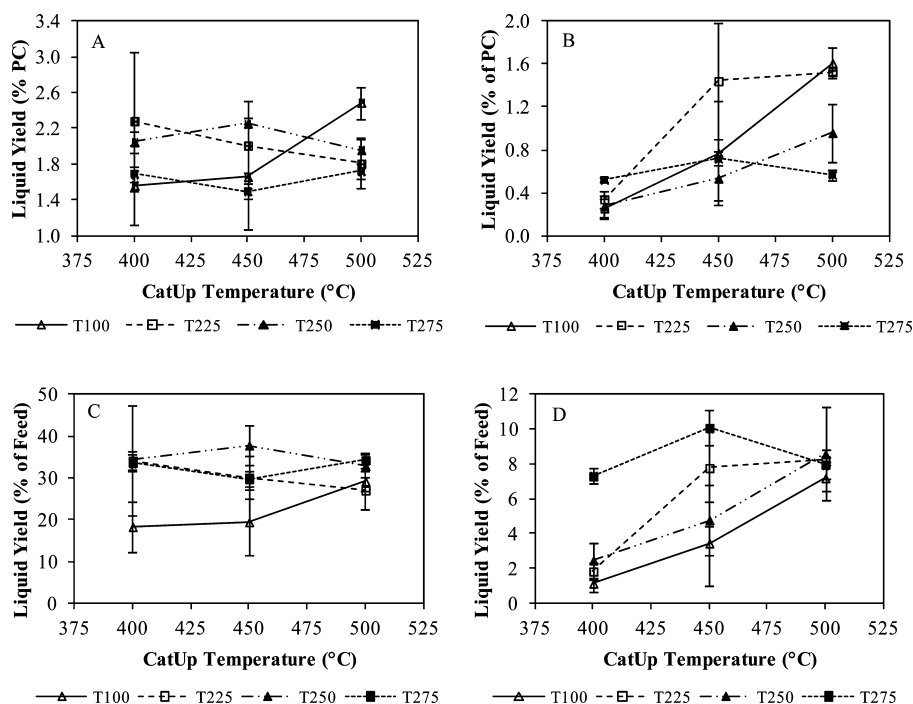 A
Liquid Yield (% PC)
3.4
3.0
2.6
2.2
1.8
1.4
1.0
375 400 425 450 475 500 525
CatUp Temperature (°C)
T100 T225 T250 T275
B
Liquid Yield (% of PC)
2.0
1.6
1.2
0.8
0.4
0.0
375 400 425 450 475 500 525
CatUp Temperature (°C)
T100 T225 T250 T275
C
Liquid Yield (% of Feed)
50
40
30
20
10
0
375 400 425 450 475 500 525
CatUp Temperature (°C)
T100 T225 T250 T275
D
Liquid Yield (% of Feed)
12
10
8
6
4
2
0
375 400 425 450 475 500 525
CatUp Temperature (°C)
T100 T225 T250 T275